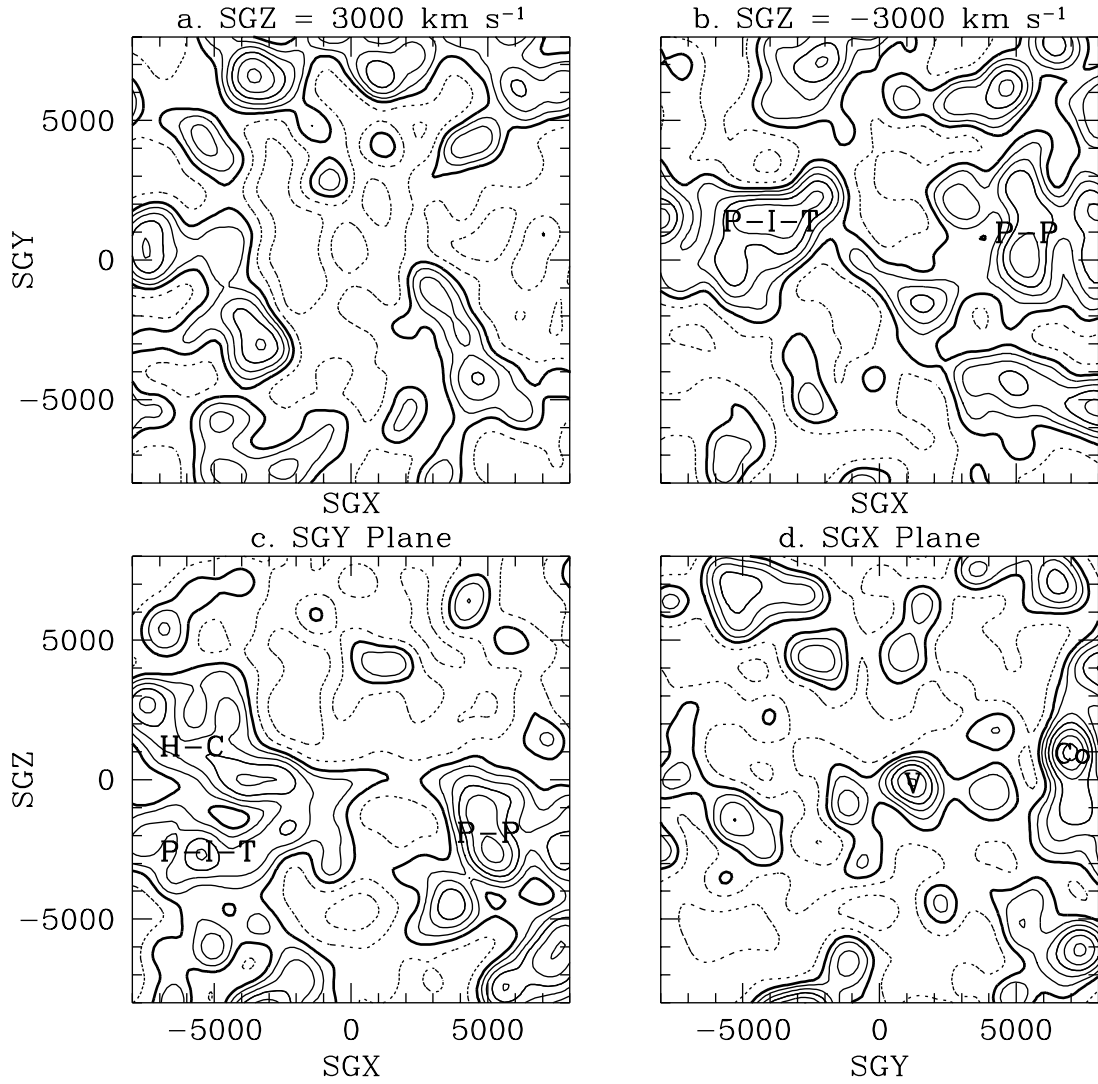 a. SGZ = 3000 km s⁻¹
b. SGZ = −3000 km s⁻¹
5000
0
−5000
SGY
P−I−T
P−P
SGX
SGX
c. SGY Plane
d. SGX Plane
5000
0
−5000
SGZ
H−C
P−I−T
P−P
V
Co
−5000
0
5000
−5000
0
5000
SGX
SGY